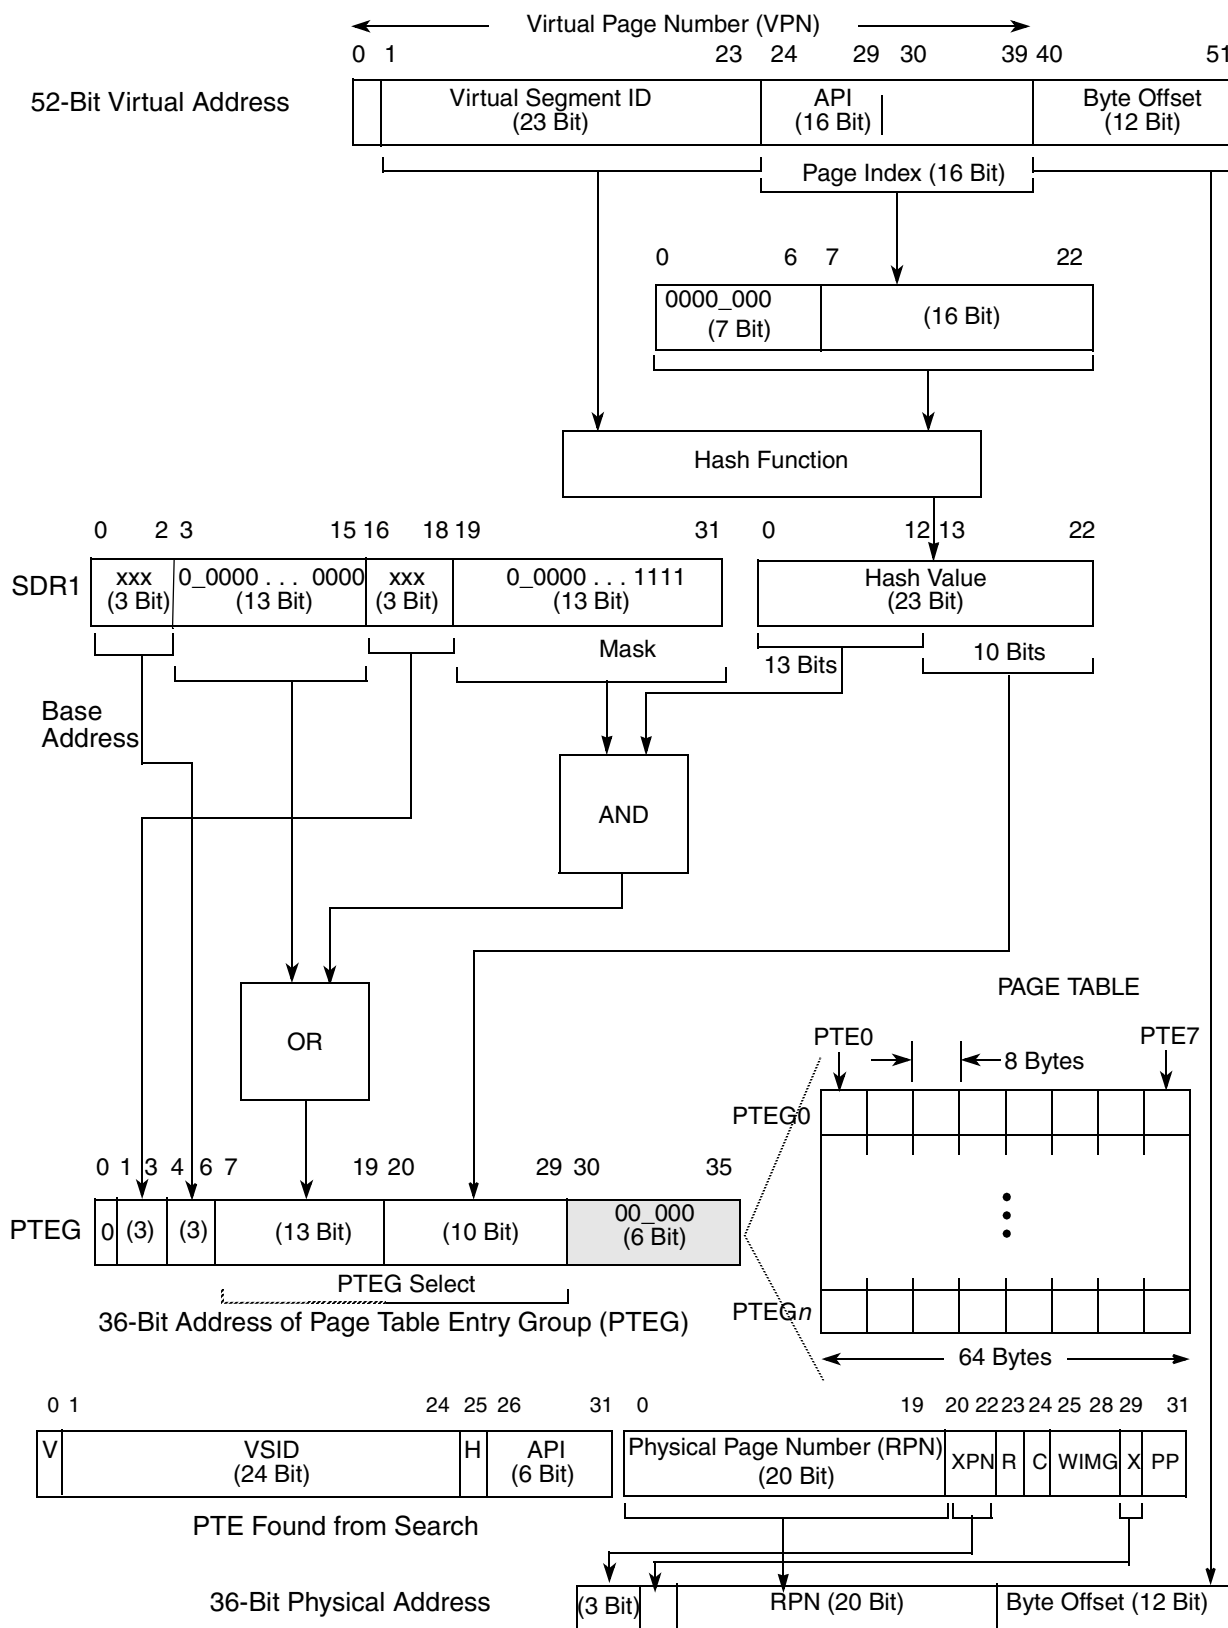 Virtual Page Number (VPN)
0 1 23 24 29 30 39 40 51
52-Bit Virtual Address
Virtual Segment ID
(23 Bit)
API
(16 Bit)
Byte Offset
(12 Bit)
Page Index (16 Bit)
0 6 7 22
0000_000
(7 Bit)
(16 Bit)
Hash Function
0 2 3 15 16 18 19 31
0 12 13 22
SDR1
xxx
(3 Bit)
0_0000 . . . 0000
(13 Bit)
xxx
(3 Bit)
0_0000 . . . 1111
(13 Bit)
Hash Value
(23 Bit)
Mask
13 Bits
10 Bits
Base
Address
AND
OR
PAGE TABLE
PTE0
8 Bytes
PTE7
PTEG0
0 1 3 4 6 7 19 20 29 30 35
PTEG
0
(3)
(3)
(13 Bit)
(10 Bit)
00_000
(6 Bit)
PTEG Select
36-Bit Address of Page Table Entry Group (PTEG)
PTEGn
64 Bytes
0 1 24 25 26 31
0 19 20 22 23 24 25 28 29 31
V
VSID
(24 Bit)
H
API
(6 Bit)
Physical Page Number (RPN)
(20 Bit)
XPN
R
C
WIMG
X
PP
PTE Found from Search
36-Bit Physical Address
(3 Bit)
RPN (20 Bit)
Byte Offset (12 Bit)